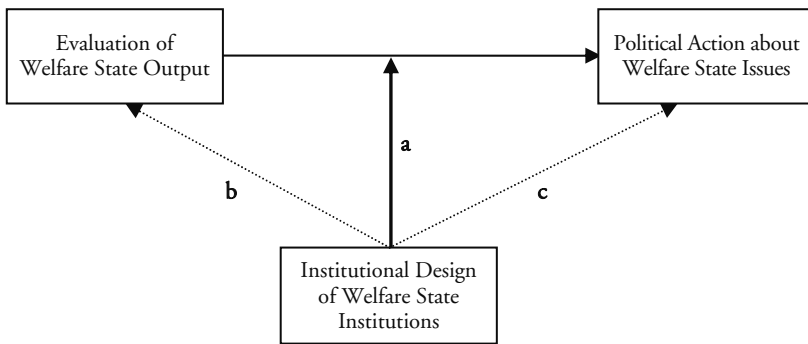 Evaluation of
Welfare State Output
Political Action about
Welfare State Issues
a
b
c
Institutional Design
of Welfare State
Institutions